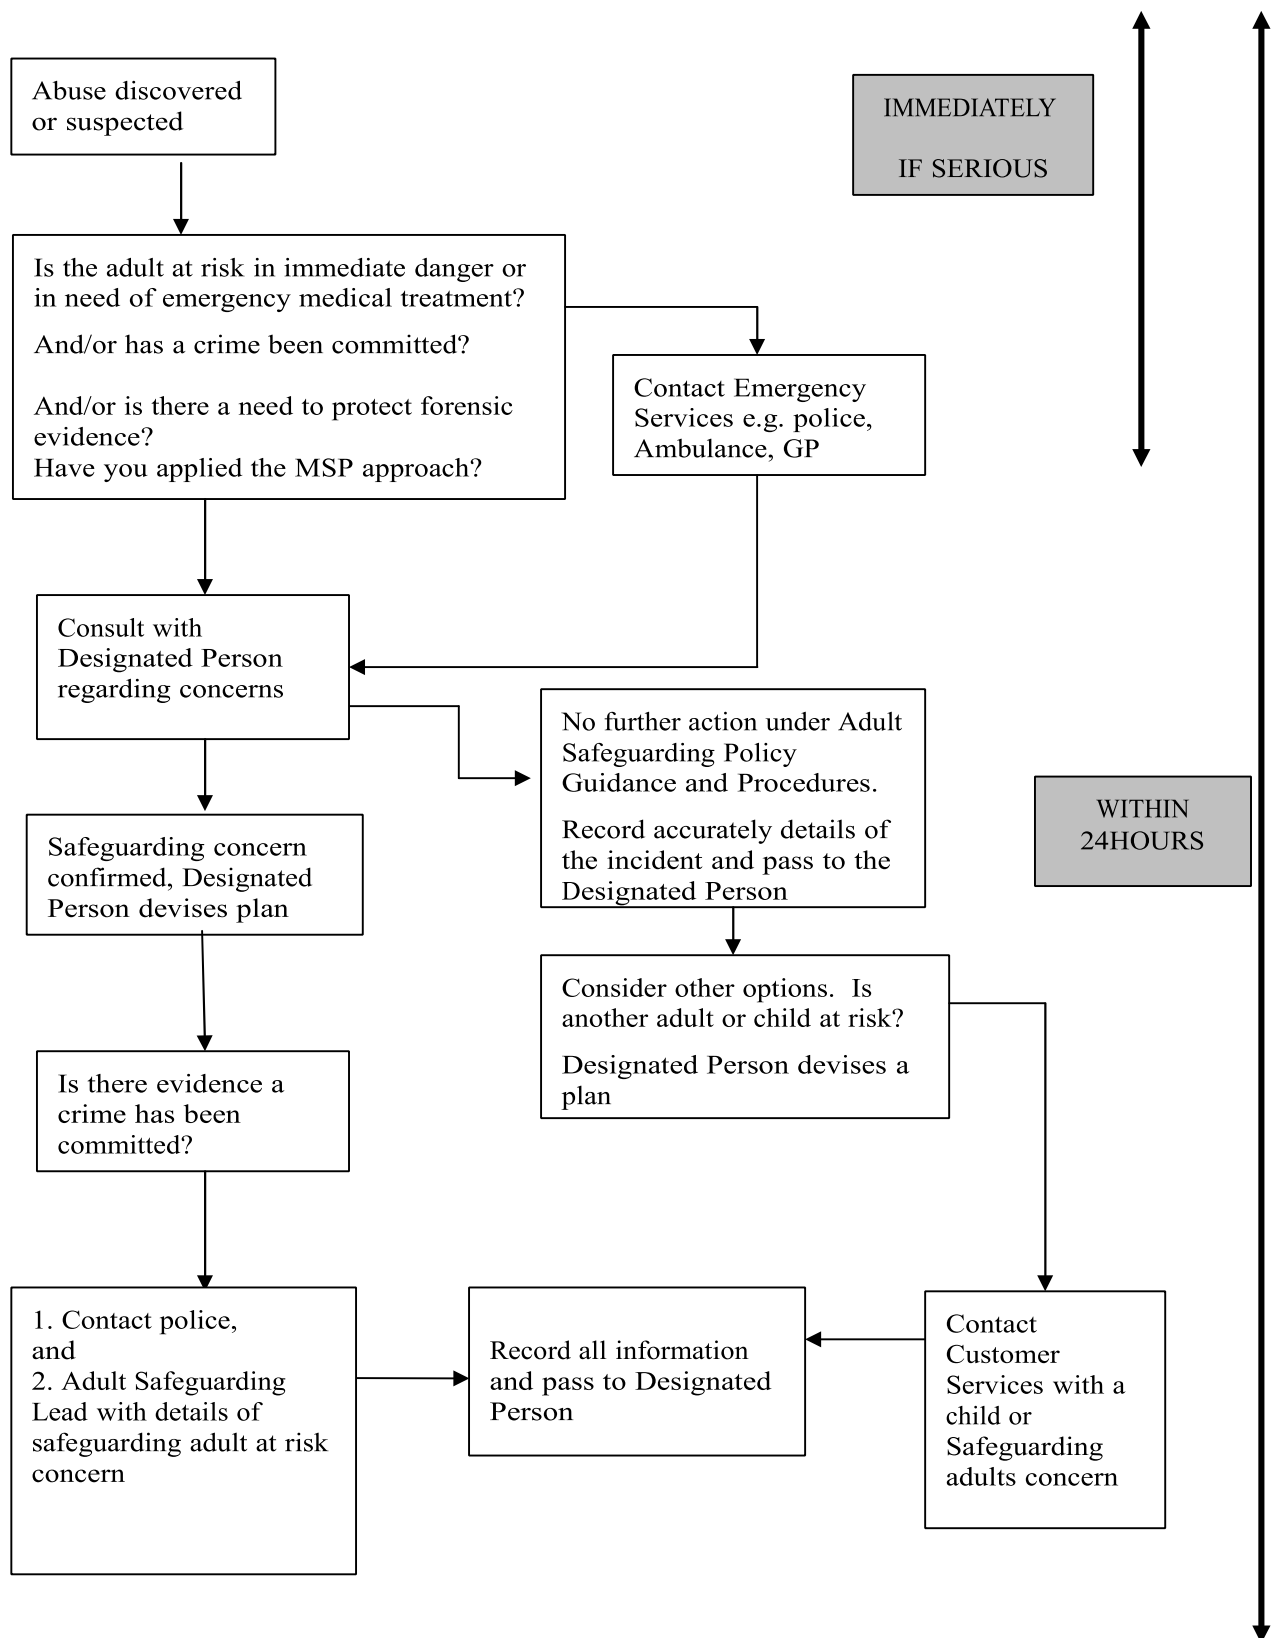 Abuse discovered
or suspected
IMMEDIATELY
IF SERIOUS
Is the adult at risk in immediate danger or
in need of emergency medical treatment?
And/or has a crime been committed?
And/or is there a need to protect forensic
evidence?
Have you applied the MSP approach?
Contact Emergency
Services e.g. police,
Ambulance, GP
Consult with
Designated Person
regarding concerns
No further action under Adult
Safeguarding Policy
Guidance and Procedures.
Record accurately details of
the incident and pass to the
Designated Person
WITHIN
24HOURS
Safeguarding concern
confirmed, Designated
Person devises plan
Consider other options.  Is
another adult or child at risk?
Designated Person devises a
plan
Is there evidence a
crime has been
committed?
1. Contact police,
and
2. Adult Safeguarding
Lead with details of
safeguarding adult at risk
concern
Record all information
and pass to Designated
Person
Contact
Customer
Services with a
child or
Safeguarding
adults concern